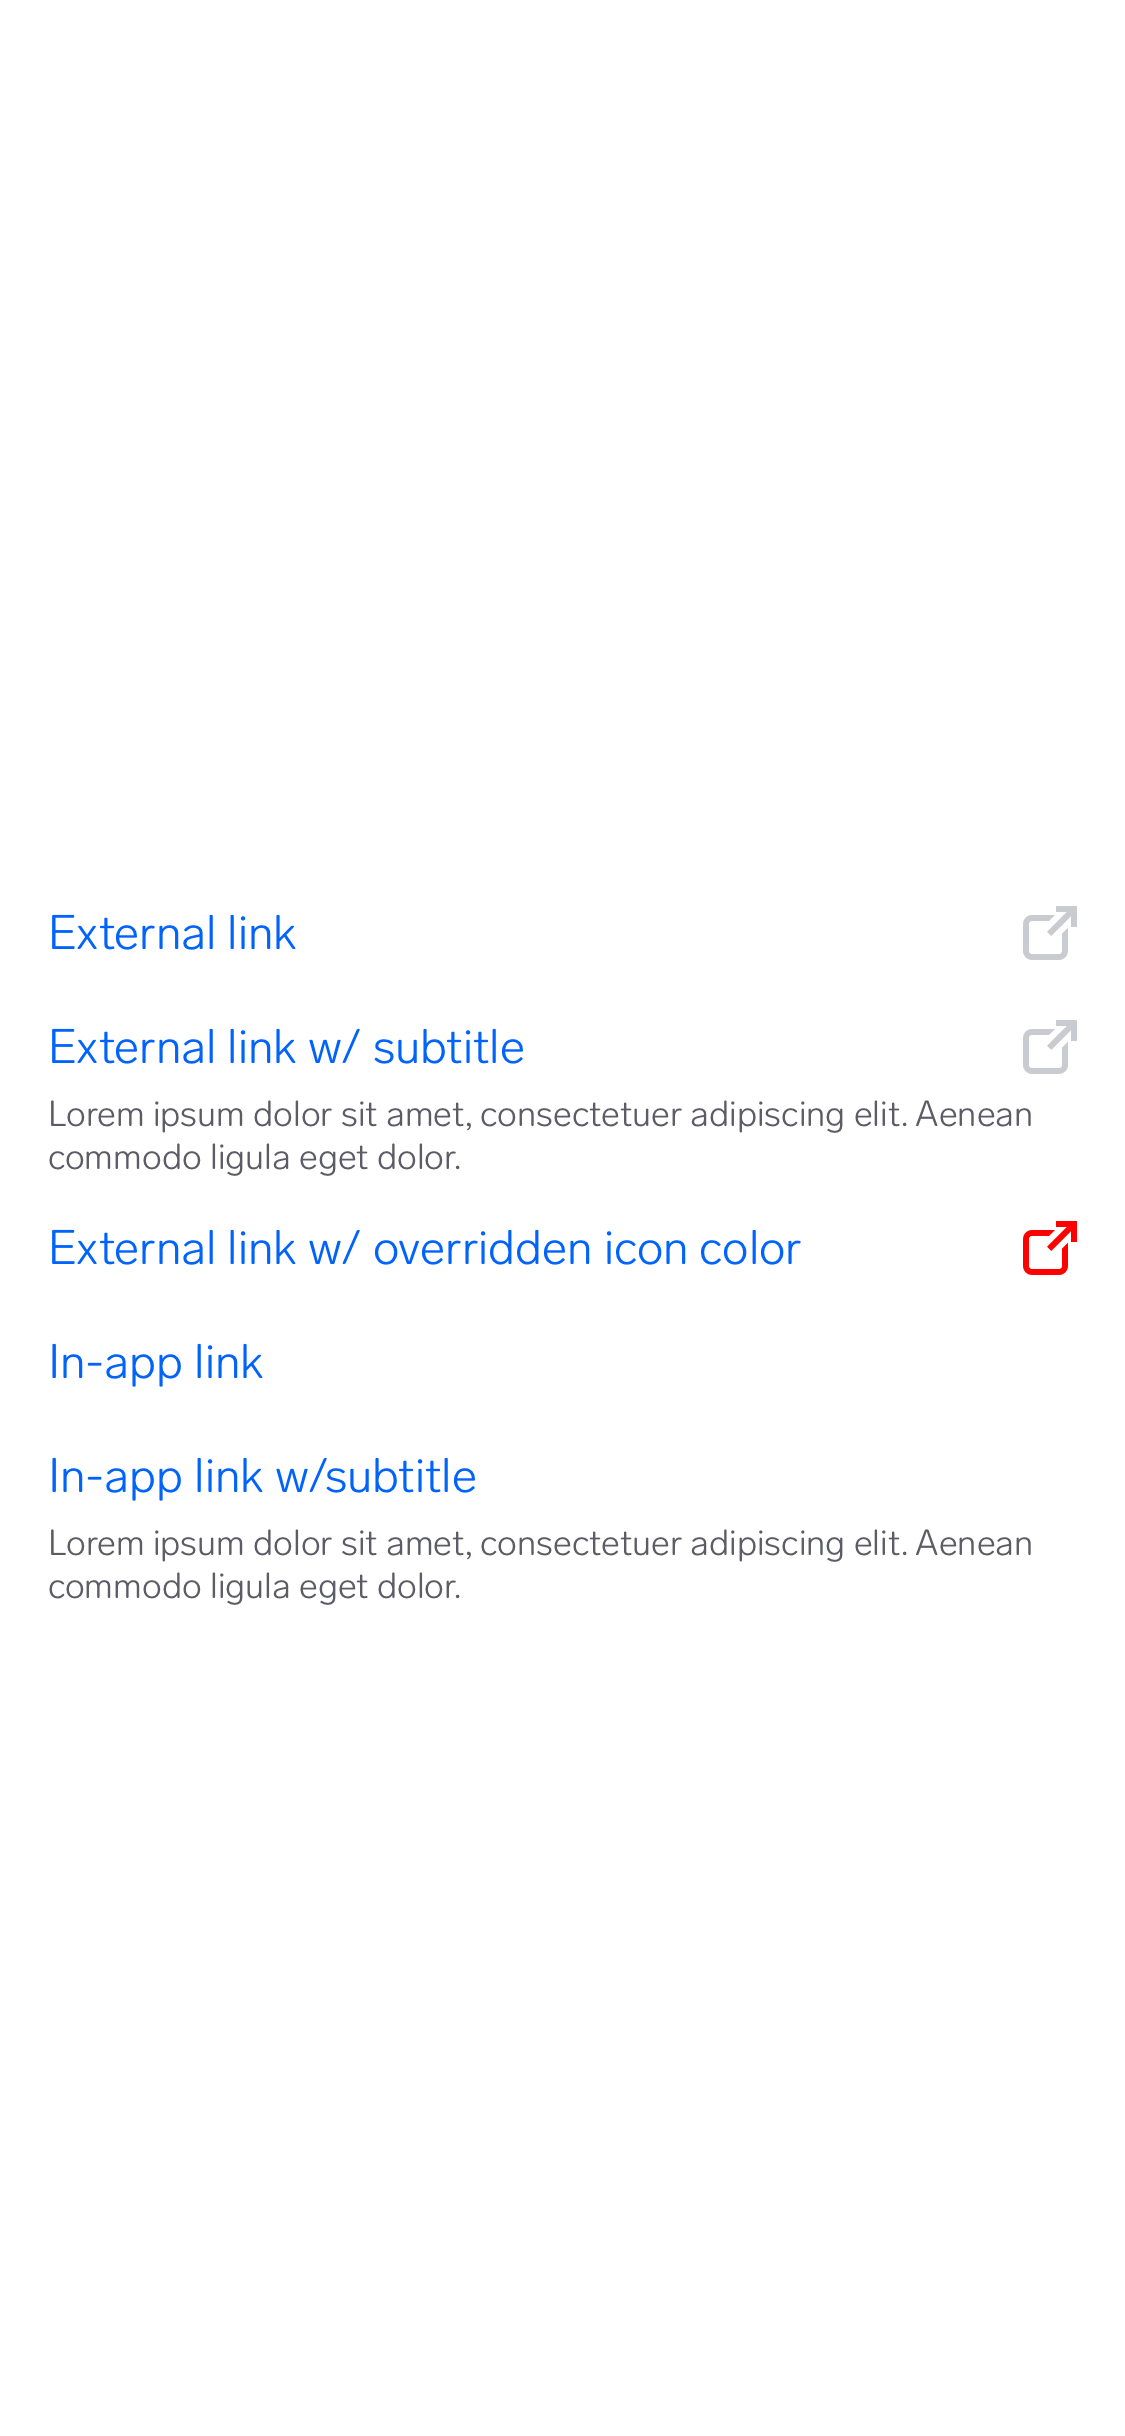 External link
External link w/ subtitle
Lorem ipsum dolor sit amet, consectetuer adipiscing elit. Aenean
commodo ligula eget dolor.
External link w/ overridden icon color
In-app link
In-app link w/subtitle
Lorem ipsum dolor sit amet, consectetuer adipiscing elit. Aenean
commodo ligula eget dolor.